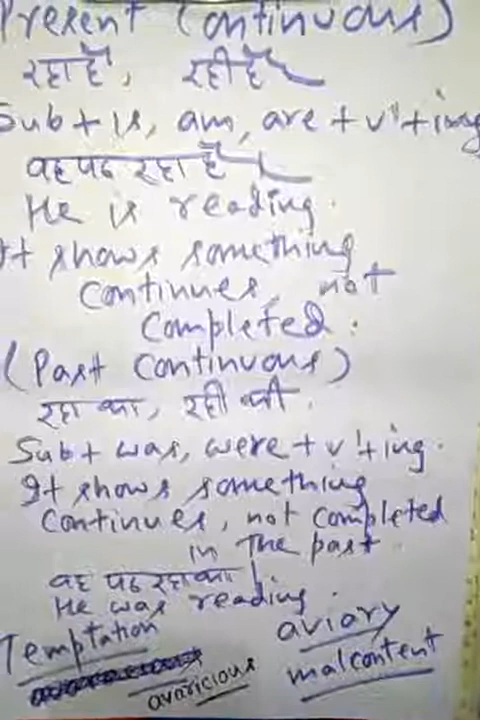 Present Continuous)
रहा है, रही है
Sub + is, am, are + v¹ + ing
वह पढ़ रहा है
He is reading.
It shows something
continues, not
completed.
(Past Continuous)
रहा था, रही थी.
Sub + was, were + v¹ + ing.
It shows something
continues, not completed
in the past.
वह पढ़ रहा था।
He was reading.
Temptation
aviary
avaricious
malcontent